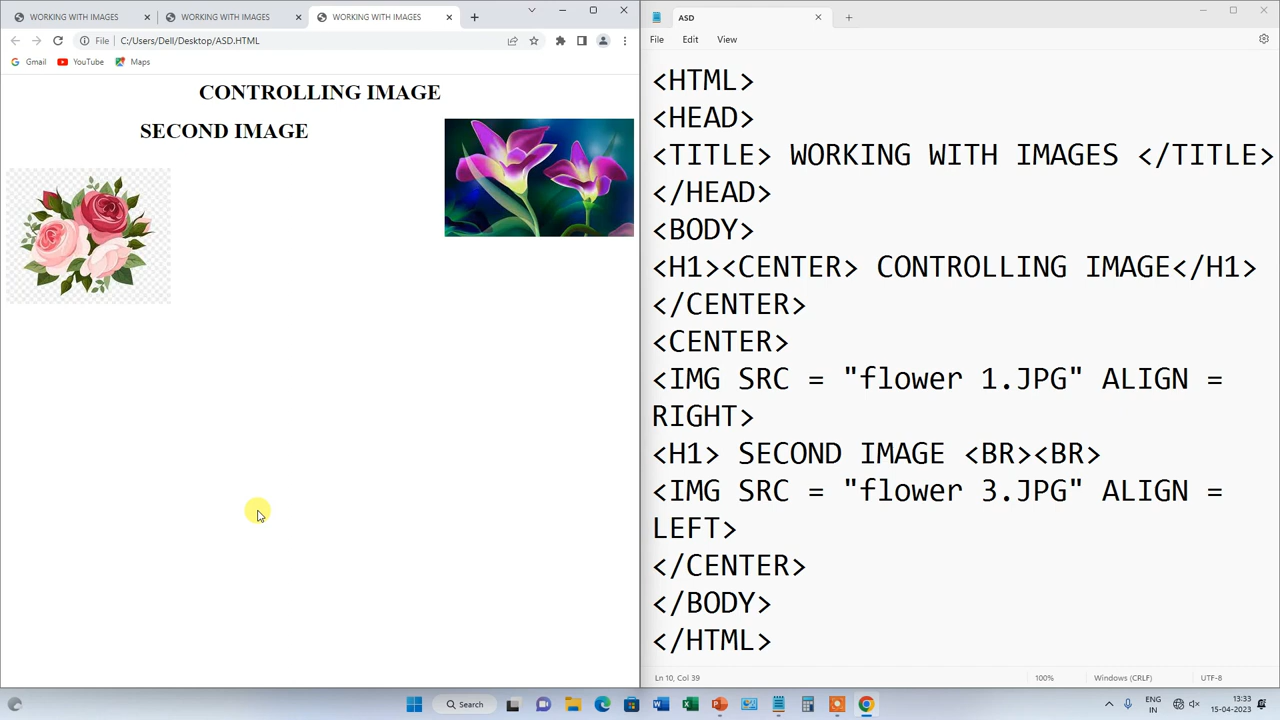 WORKING WITH IMAGES
WORKING WITH IMAGES
WORKING WITH IMAGES
File C:/Users/Dell/Desktop/ASD.HTML
Gmail YouTube Maps
CONTROLLING IMAGE
SECOND IMAGE
ASD
File Edit View
<HTML>
<HEAD>
<TITLE> WORKING WITH IMAGES </TITLE>
</HEAD>
<BODY>
<H1><CENTER> CONTROLLING IMAGE</H1>
</CENTER>
<CENTER>
<IMG SRC = "flower 1.JPG" ALIGN =
RIGHT>
<H1> SECOND IMAGE <BR><BR>
<IMG SRC = "flower 3.JPG" ALIGN =
LEFT>
</CENTER>
</BODY>
</HTML>
Ln 10, Col 39 100% Windows (CRLF) UTF-8
Search
ENG
IN
13:33
15-04-2023